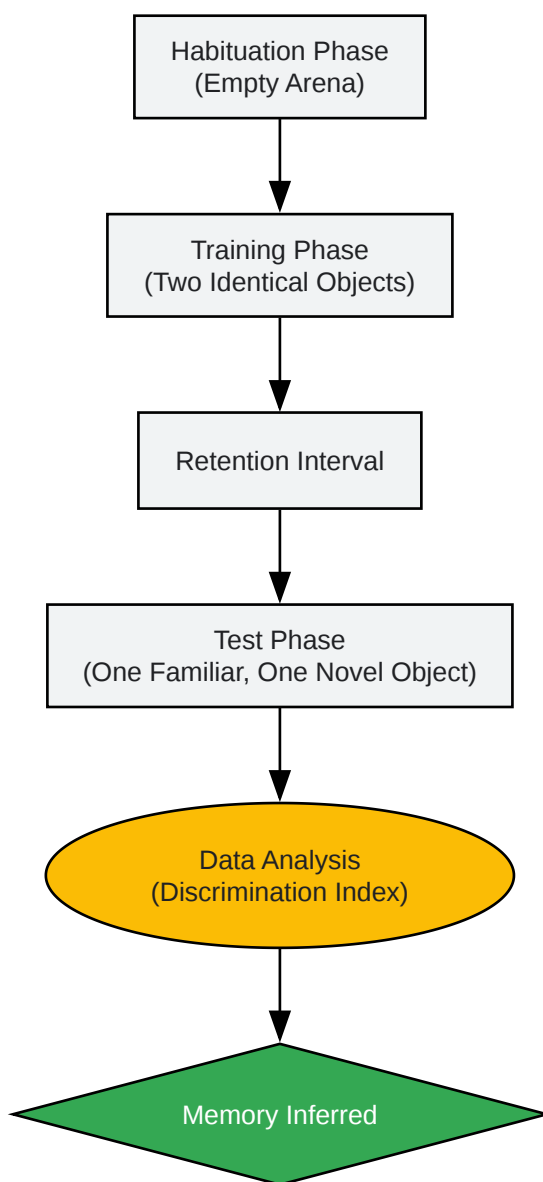 Habituation Phase
(Empty Arena)
Training Phase
(Two Identical Objects)
Retention Interval
Test Phase
(One Familiar, One Novel Object)
Data Analysis
(Discrimination Index)
Memory Inferred